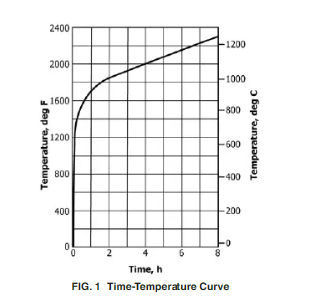 2400
2000
1600
1200
800
400
0
Temperature, deg F
1200
1000
800
600
400
200
0
Temperature, deg C
0 2 4 6 8
Time, h
FIG. 1 Time-Temperature Curve